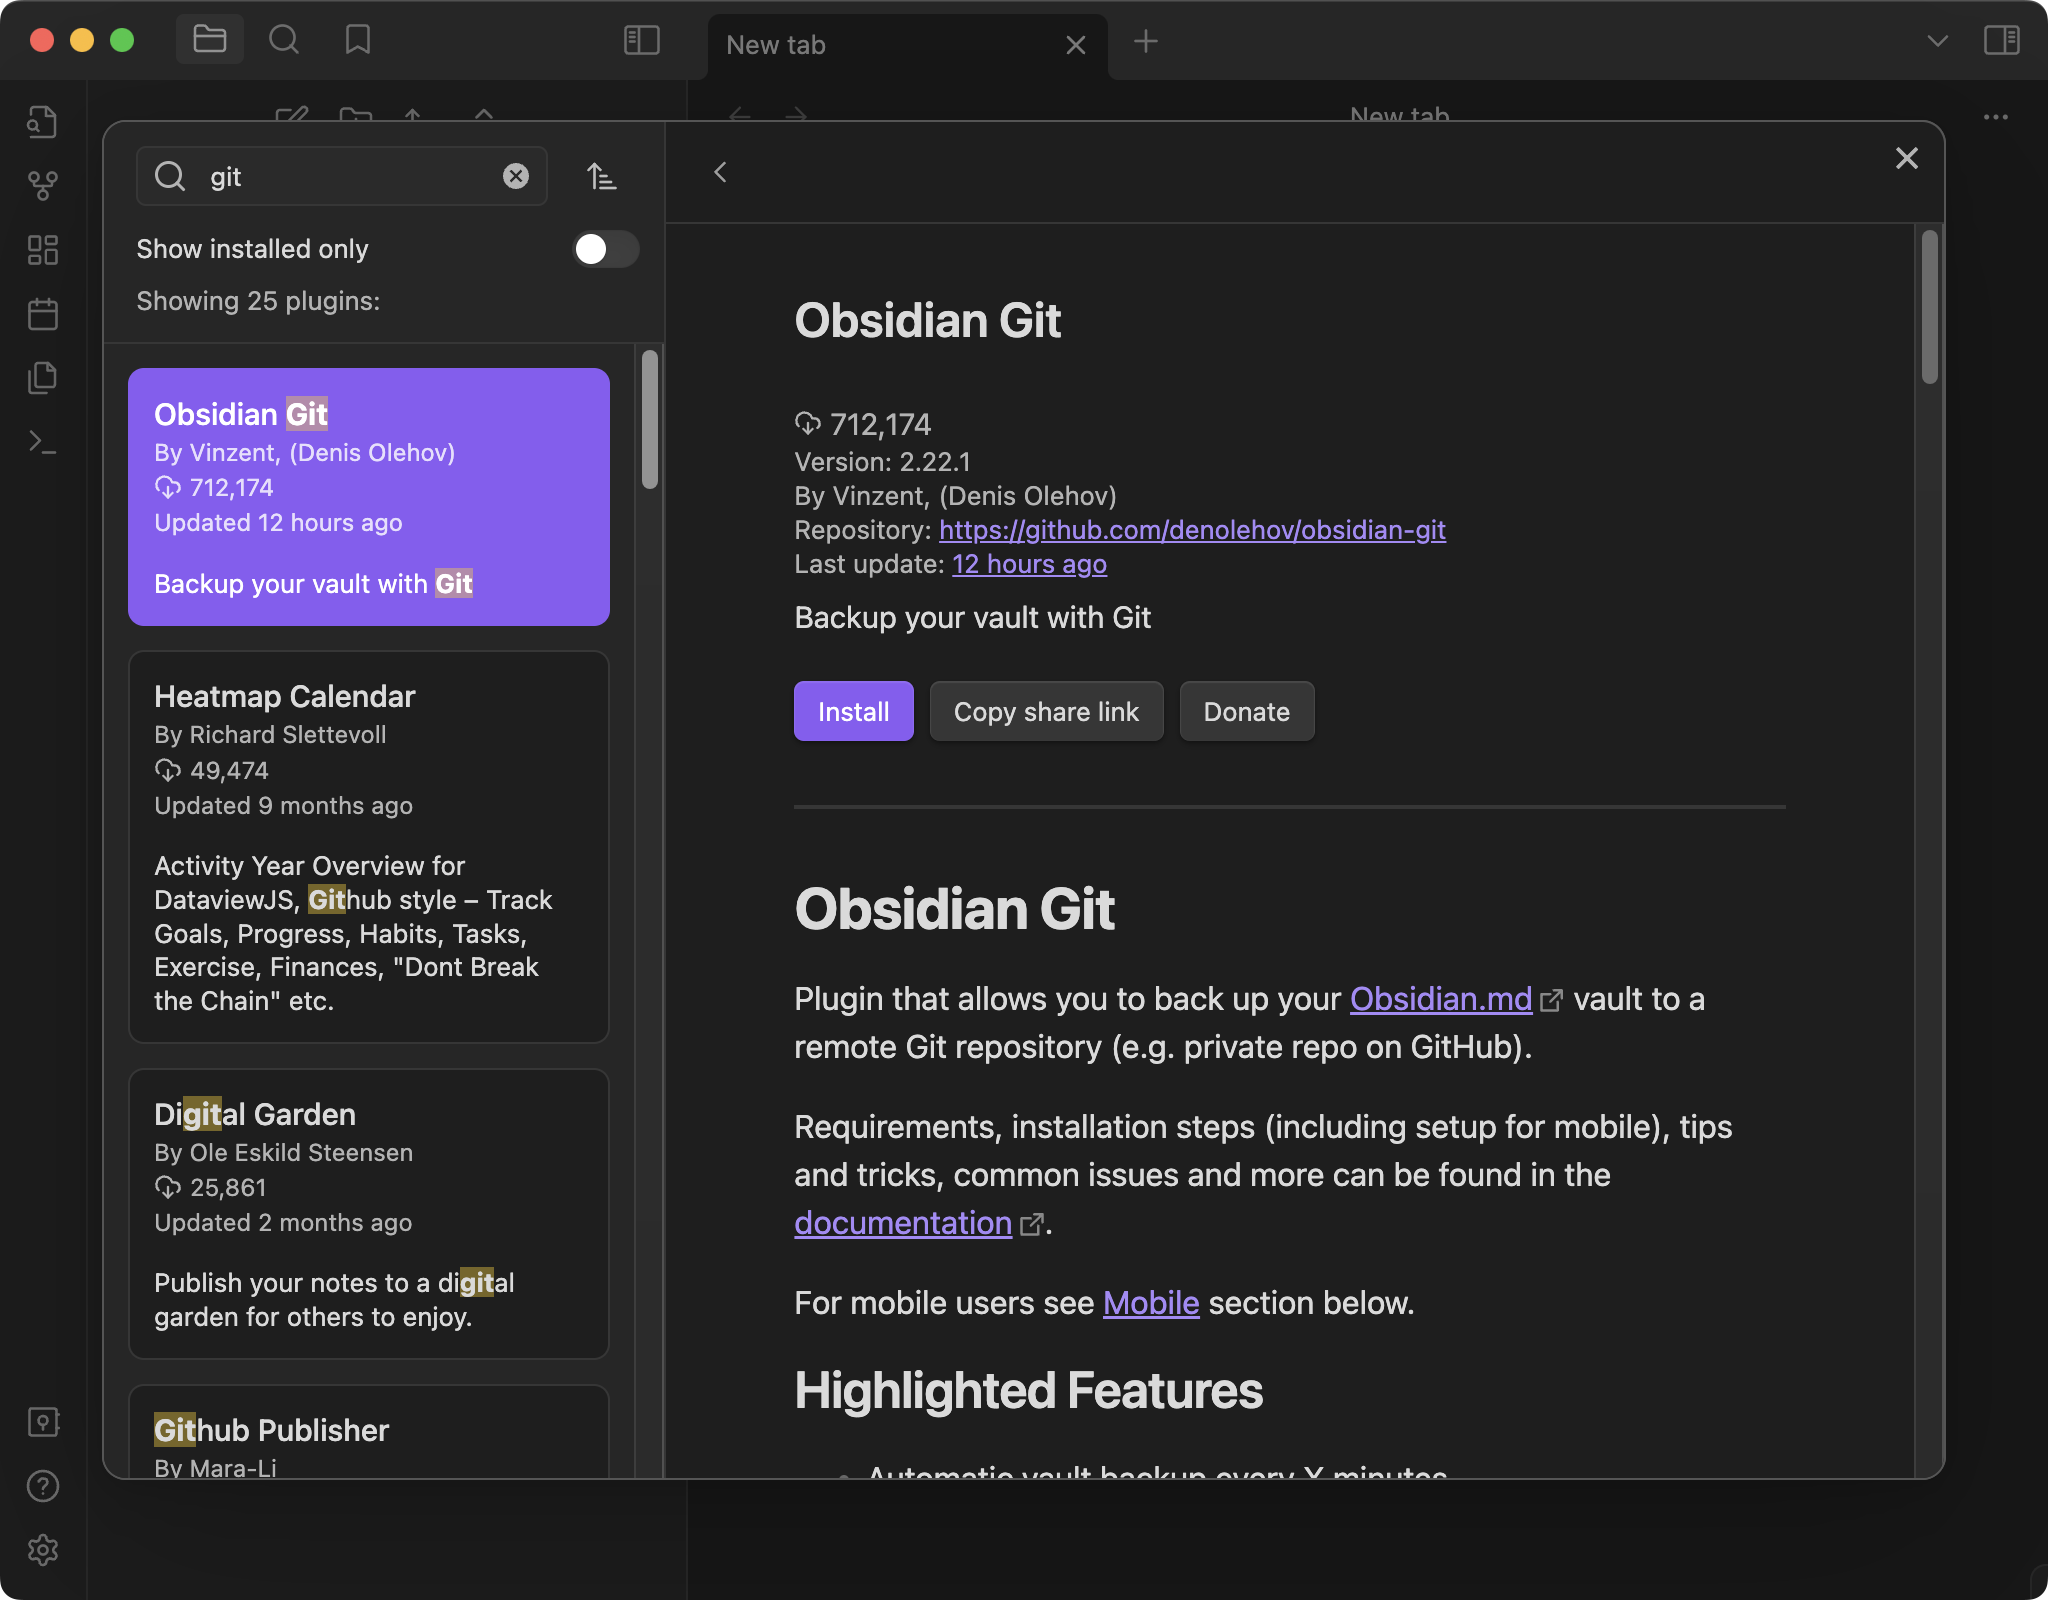 New tab
New tab
git
Show installed only
Showing 25 plugins:
Obsidian Git
By Vinzent, (Denis Olehov)
712,174
Updated 12 hours ago
Backup your vault with Git
Heatmap Calendar
By Richard Slettevoll
49,474
Updated 9 months ago
Activity Year Overview for
DataviewJS, Github style – Track
Goals, Progress, Habits, Tasks,
Exercise, Finances, "Dont Break
the Chain" etc.
Digital Garden
By Ole Eskild Steensen
25,861
Updated 2 months ago
Publish your notes to a digital
garden for others to enjoy.
Github Publisher
By Mara-Li
Obsidian Git
712,174
Version: 2.22.1
By Vinzent, (Denis Olehov)
Repository: https://github.com/denolehov/obsidian-git
Last update: 12 hours ago
Backup your vault with Git
Install
Copy share link
Donate
Obsidian Git
Plugin that allows you to back up your Obsidian.md vault to a
remote Git repository (e.g. private repo on GitHub).
Requirements, installation steps (including setup for mobile), tips
and tricks, common issues and more can be found in the
documentation.
For mobile users see Mobile section below.
Highlighted Features
• Automatic vault backup every X minutes